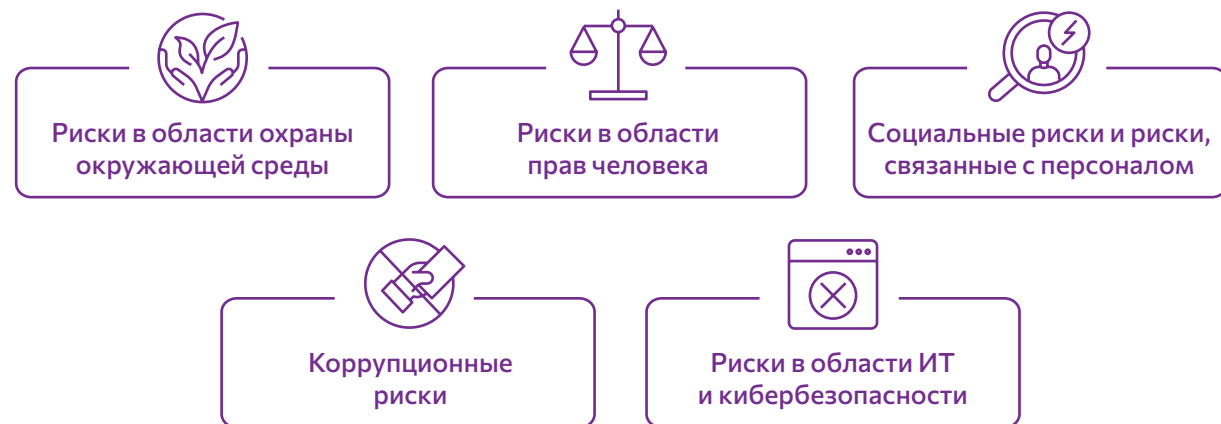 Риски в области охраны
окружающей среды
Риски в области
прав человека
Социальные риски и риски,
связанные с персоналом
Коррупционные
риски
Риски в области ИТ
и кибербезопасности